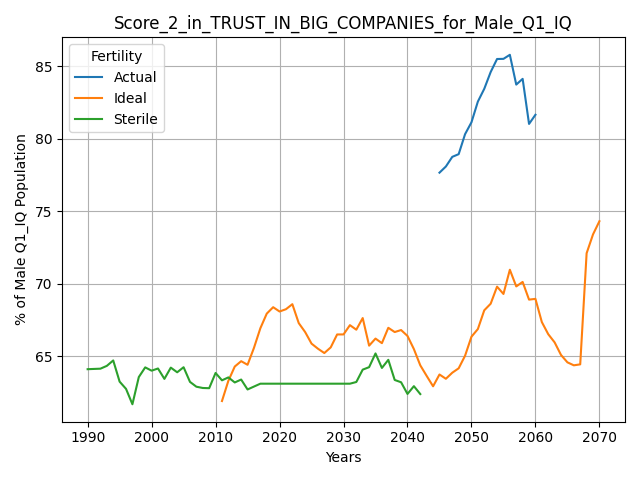 Score_2_in_TRUST_IN_BIG_COMPANIES_for_Male_Q1_IQ
Fertility
Actual
Ideal
Sterile
85
80
75
70
65
% of Male Q1_IQ Population
1990 2000 2010 2020 2030 2040 2050 2060 2070
Years